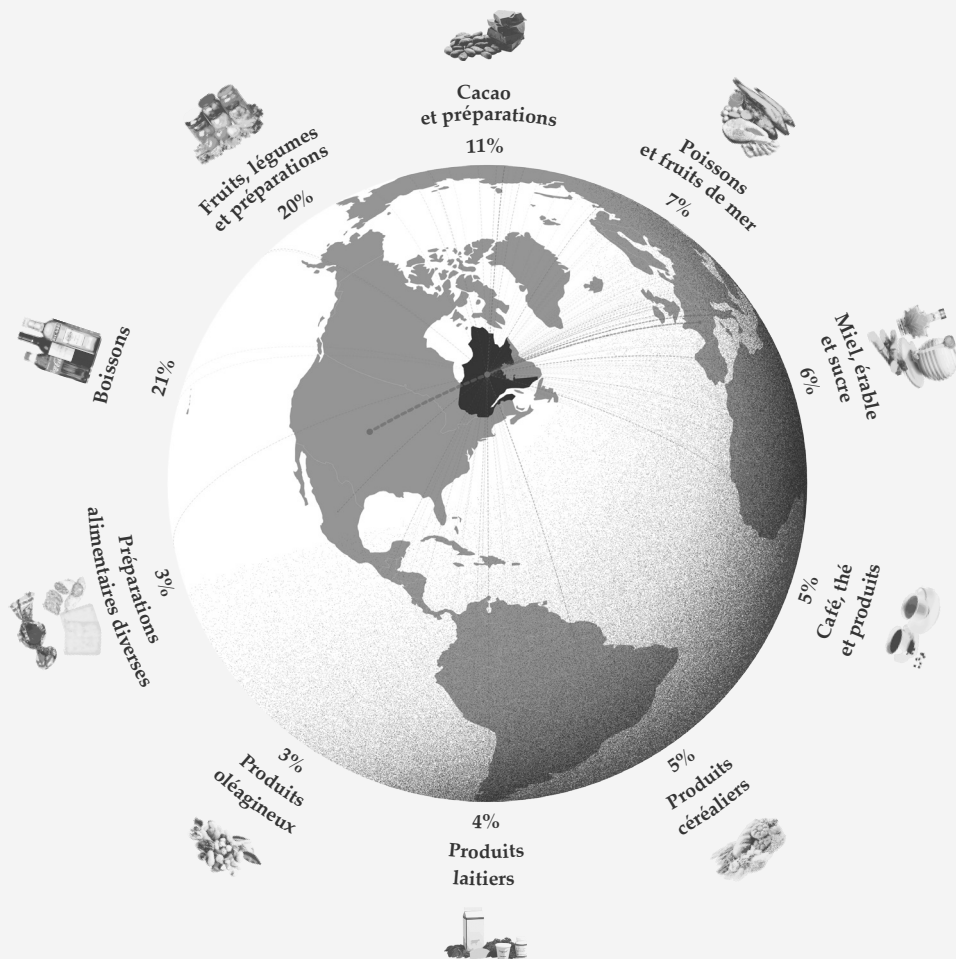 Cacao
et préparations
11%
Poissons
et fruits de mer
7%
Miel, érable
et sucre
6%
Café, thé
et produits
5%
Produits
céréaliers
5%
4%
Produits
laitiers
3%
Produits
oléagineux
3%
Préparations
alimentaires diverses
Boissons
21%
Fruits, légumes
et préparations
20%